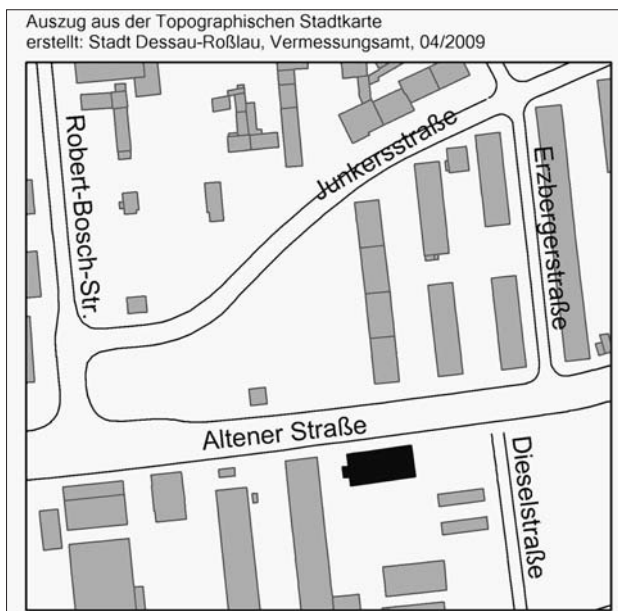 Auszug aus der Topographischen Stadtkarte
erstellt: Stadt Dessau-Roßlau, Vermessungsamt, 04/2009
Robert-Bosch-Str.
Junkersstraße
Erzbergerstraße
Altener Straße
Dieselstraße